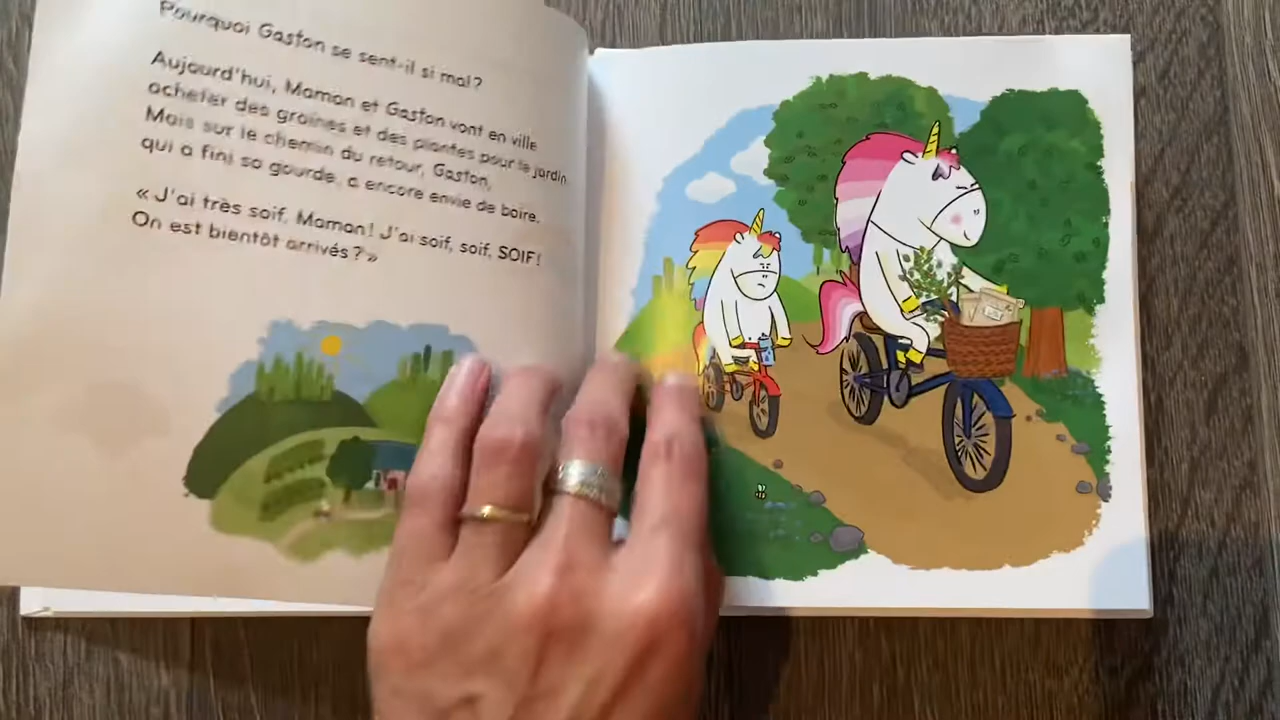 Pourquoi Gaston se sent-il si mal ?
Aujourd'hui, Maman et Gaston vont en ville
acheter des graines et des plantes pour le jardin
Mais sur le chemin du retour, Gaston,
qui a fini sa gourde, a encore envie de boire.
« J'ai très soif, Maman ! J'ai soif, soif, SOIF !
On est bientôt arrivés ? »